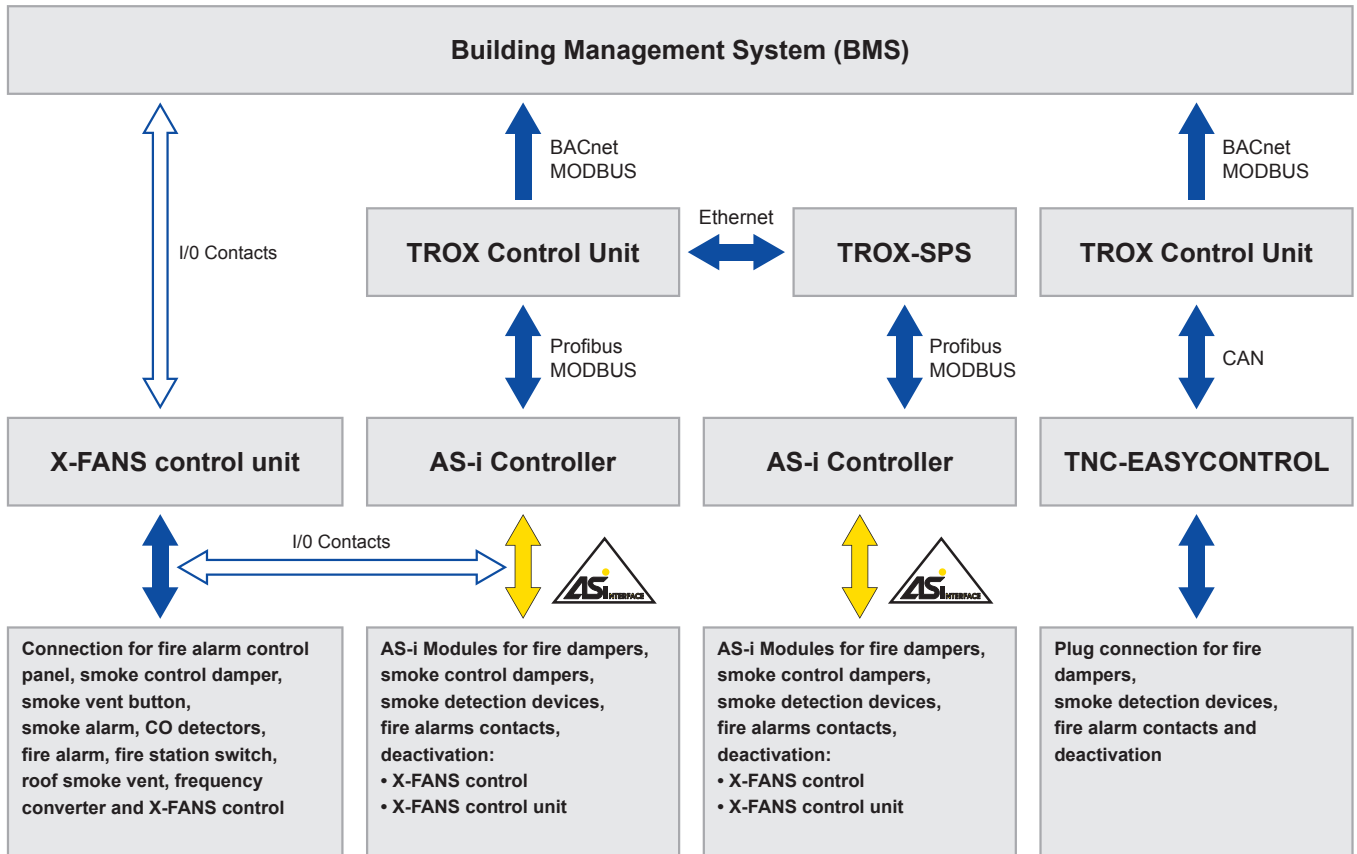 Building Management System (BMS)
I/0 Contacts
BACnet
MODBUS
BACnet
MODBUS
TROX Control Unit
Ethernet
TROX-SPS
TROX Control Unit
Profibus
MODBUS
Profibus
MODBUS
CAN
X-FANS control unit
AS-i Controller
AS-i Controller
TNC-EASYCONTROL
I/0 Contacts
ASi INTERFACE
ASi INTERFACE
Connection for fire alarm control
panel, smoke control damper,
smoke vent button,
smoke alarm, CO detectors,
fire alarm, fire station switch,
roof smoke vent, frequency
converter and X-FANS control
AS-i Modules for fire dampers,
smoke control dampers,
smoke detection devices,
fire alarms contacts,
deactivation:
• X-FANS control
• X-FANS control unit
AS-i Modules for fire dampers,
smoke control dampers,
smoke detection devices,
fire alarms contacts,
deactivation:
• X-FANS control
• X-FANS control unit
Plug connection for fire
dampers,
smoke detection devices,
fire alarm contacts and
deactivation